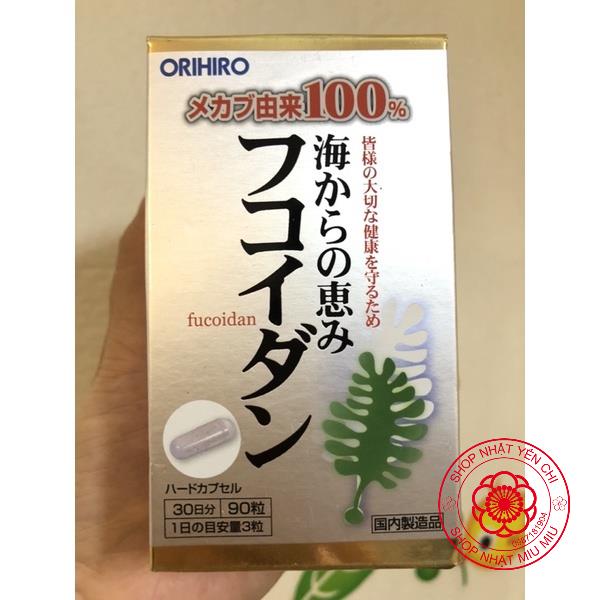 ORIHIRO
メカブ由来100%
皆様の大切な健康を守るため
海からの恵み
フコイダン
fucoidan
ハードカプセル
30日分 90粒
1日の目安量3粒
国内製造品
SHOP NHẬT YẾN CHI
0967181904
SHOP NHẬT MIU MIU